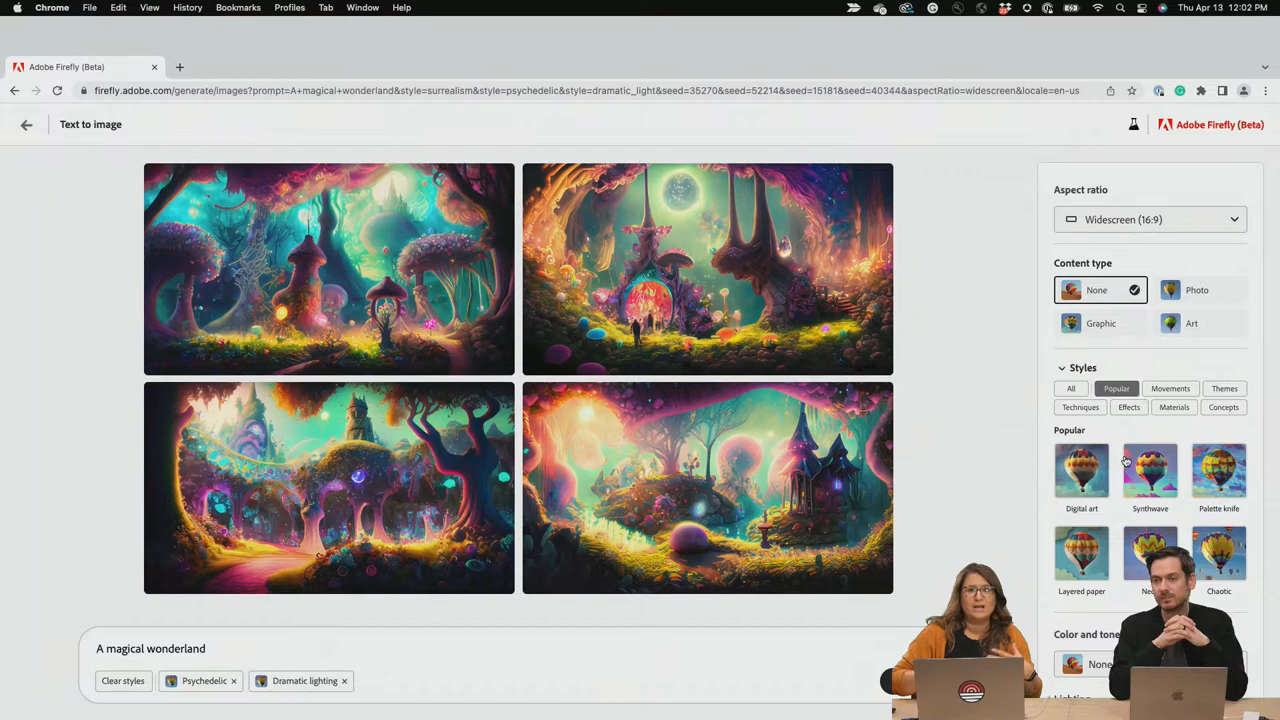 Chrome File Edit View History Bookmarks Profiles Tab Window Help Thu Apr 13 12:02 PM
Adobe Firefly (Beta)
firefly.adobe.com/generate/images?prompt=A+magical+wonderland&style=surrealism&style=psychedelic&style=dramatic_light&seed=35270&seed=52214&seed=15181&seed=40344&aspectRatio=widescreen&locale=en-us
Text to image Adobe Firefly (Beta)
Aspect ratio
Widescreen (16:9)
Content type
None Photo
Graphic Art
Styles
All Popular Movements Themes
Techniques Effects Materials Concepts
Popular
Digital art Synthwave Palette knife
Layered paper Chaotic
Color and tone
None
A magical wonderland
Clear styles Psychedelic Dramatic lighting